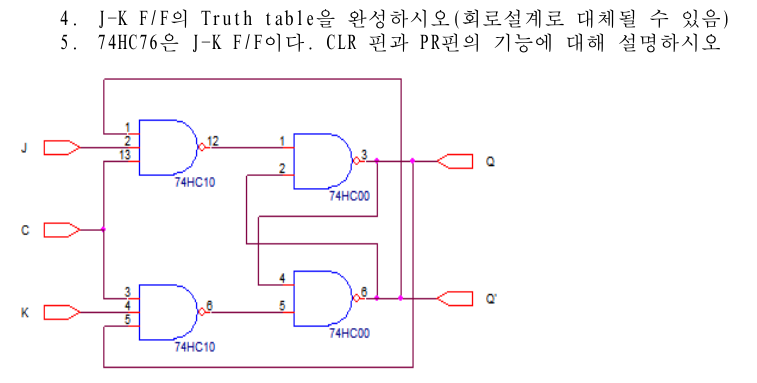 4. J-K F/F의 Truth table을 완성하시오(회로설계로 대체될 수 있음)
5. 74HC76은 J-K F/F이다. CLR 핀과 PR핀의 기능에 대해 설명하시오
1
2
13
12
J
74HC10
1
2
3
Q
74HC00
C
3
4
5
6
K
74HC10
4
5
6
Q'
74HC00